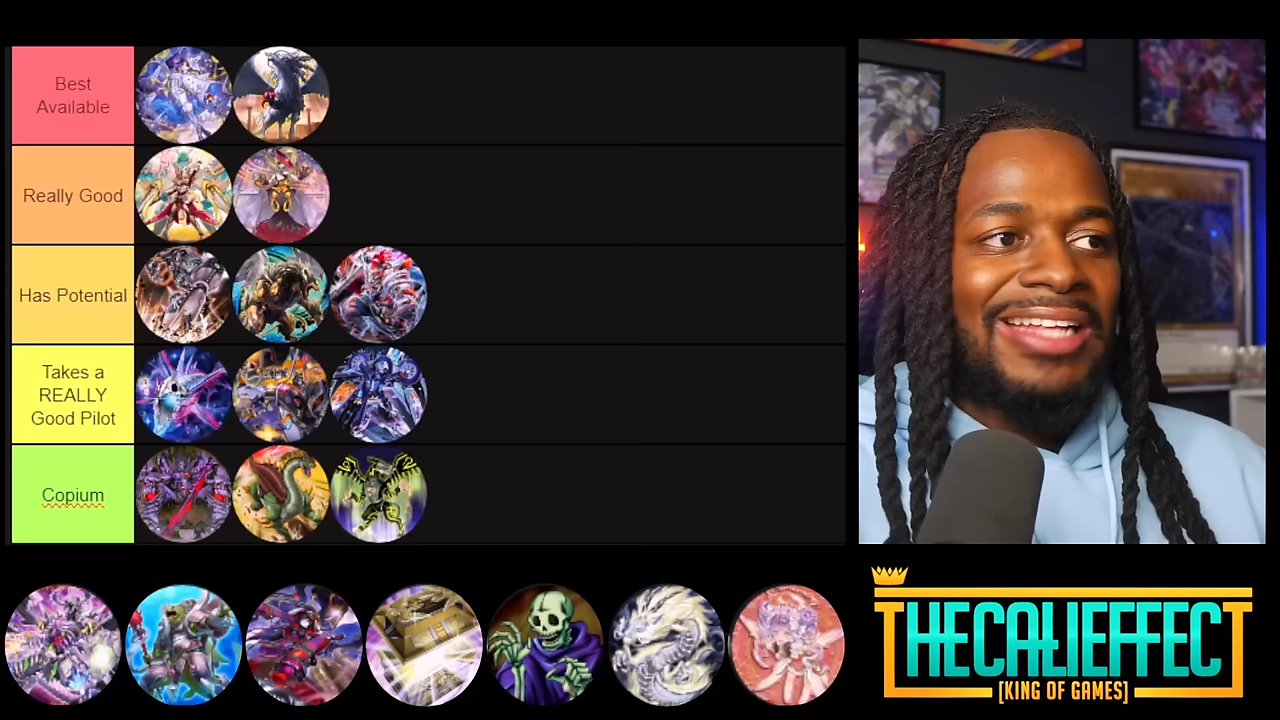 Best
Available
Really Good
Has Potential
Takes a
REALLY
Good Pilot
Copium
THECALIEFFECT
[KING OF GAMES]